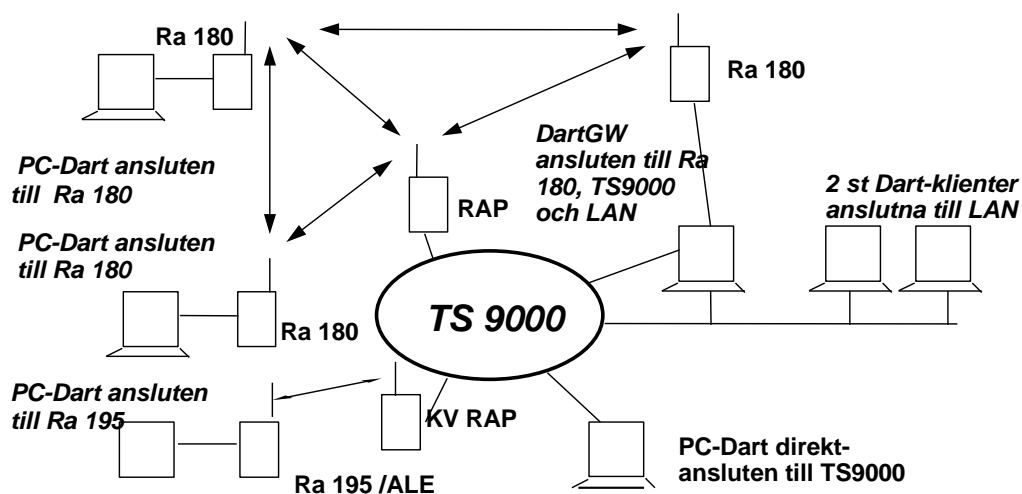 Ra 180
Ra 180
DartGW
ansluten till Ra
180, TS9000
och LAN
PC-Dart ansluten
till Ra 180
2 st Dart-klienter
anslutna till LAN
RAP
PC-Dart ansluten
till Ra 180
TS 9000
Ra 180
PC-Dart ansluten
till Ra 195
KV RAP
PC-Dart direkt-
ansluten till TS9000
Ra 195 /ALE